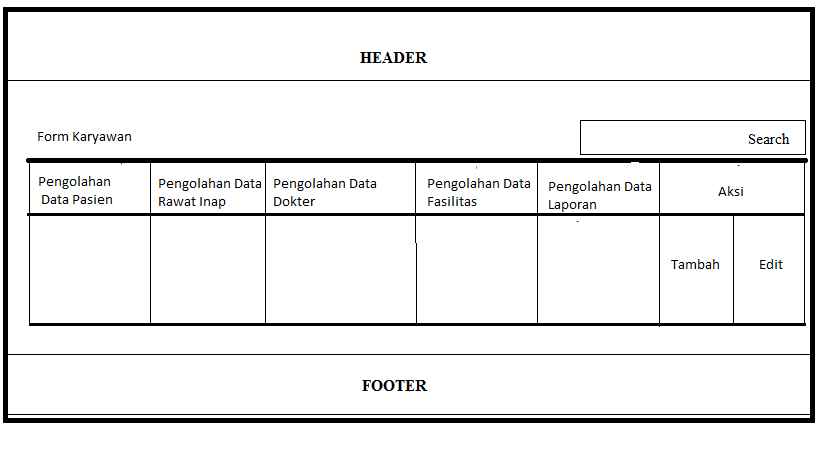 HEADER
Form Karyawan
Search
Pengolahan
Data Pasien
Pengolahan Data
Rawat Inap
Pengolahan Data
Dokter
Pengolahan Data
Fasilitas
Pengolahan Data
Laporan
Aksi
Tambah
Edit
FOOTER